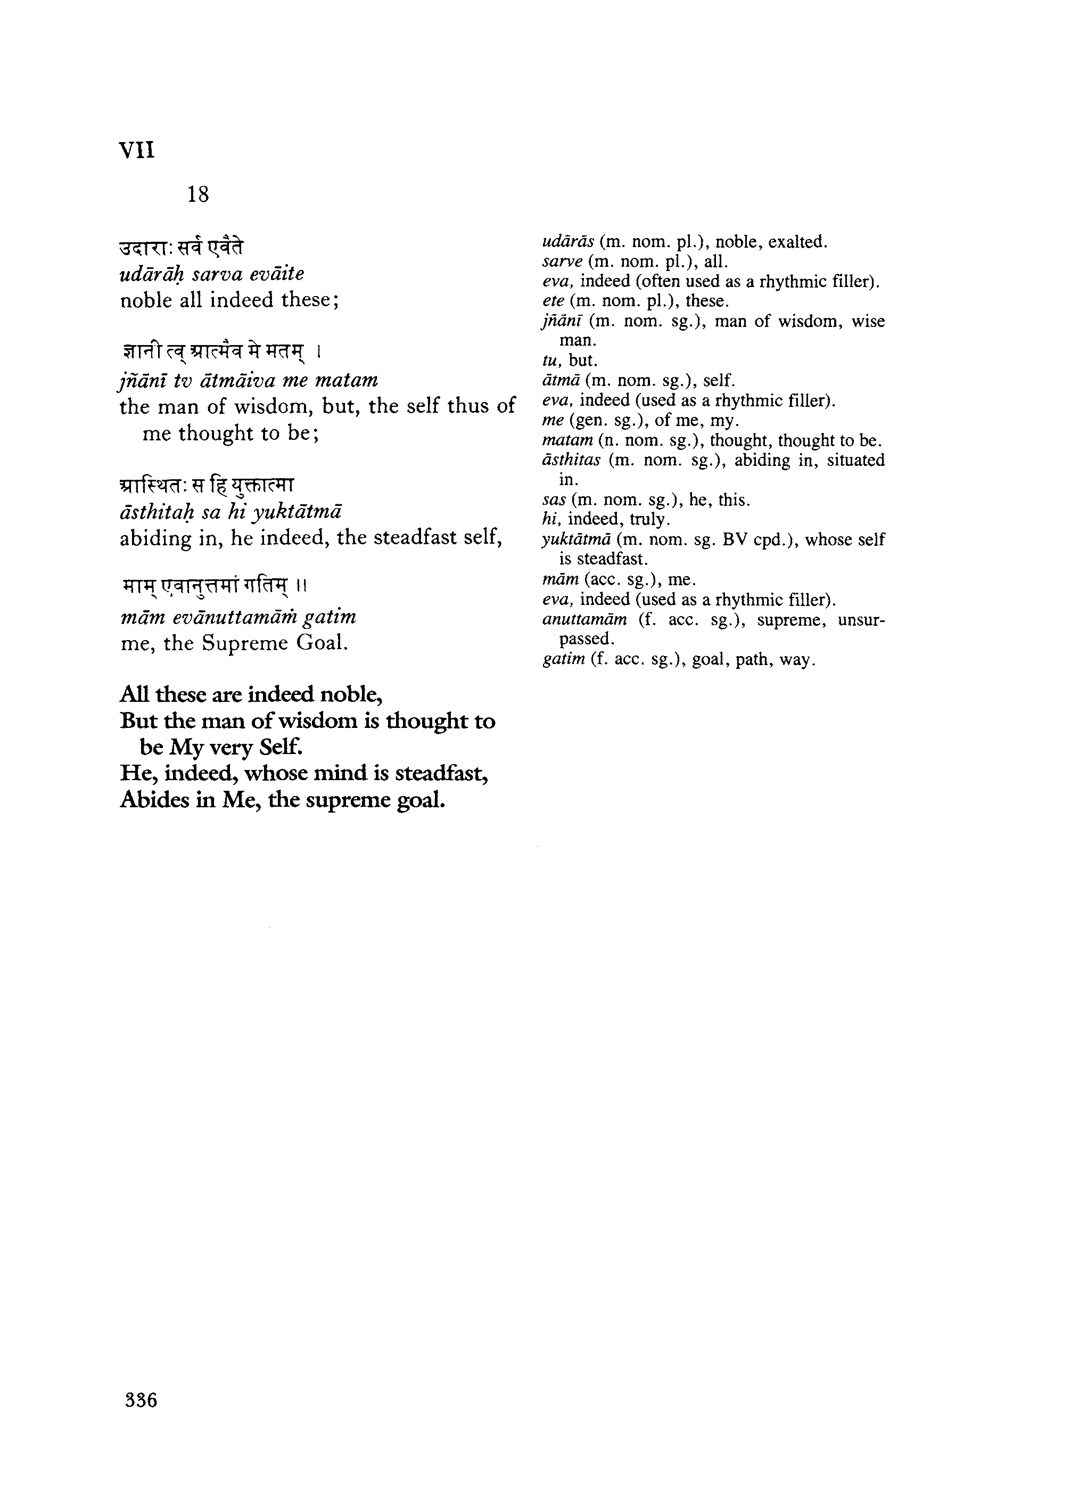 VII
18
उदाराः सर्व एवैते
udārāḥ sarva evāite
noble all indeed these;
ज्ञानी त्व् आत्मैव मे मतम् ।
jñānī tv ātmāiva me matam
the man of wisdom, but, the self thus of
me thought to be;
आस्थितः स हि युक्तात्मा
āsthitaḥ sa hi yuktātmā
abiding in, he indeed, the steadfast self,
माम् एवानुत्तमां गतिम् ॥
mām evānuttamāṁ gatim
me, the Supreme Goal.
All these are indeed noble,
But the man of wisdom is thought to
be My very Self.
He, indeed, whose mind is steadfast,
Abides in Me, the supreme goal.
udārās (m. nom. pl.), noble, exalted.
sarve (m. nom. pl.), all.
eva, indeed (often used as a rhythmic filler).
ete (m. nom. pl.), these.
jñānī (m. nom. sg.), man of wisdom, wise
man.
tu, but.
ātmā (m. nom. sg.), self.
eva, indeed (used as a rhythmic filler).
me (gen. sg.), of me, my.
matam (n. nom. sg.), thought, thought to be.
āsthitas (m. nom. sg.), abiding in, situated
in.
sas (m. nom. sg.), he, this.
hi, indeed, truly.
yuktātmā (m. nom. sg. BV cpd.), whose self
is steadfast.
mām (acc. sg.), me.
eva, indeed (used as a rhythmic filler).
anuttamām (f. acc. sg.), supreme, unsur-
passed.
gatim (f. acc. sg.), goal, path, way.
336